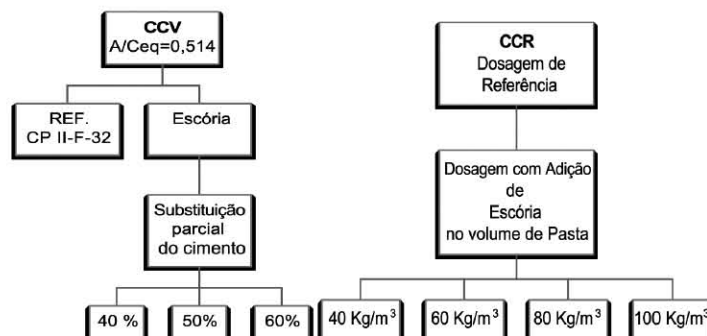 CCV
A/Ceq=0,514
REF.
CP II-F-32
Escória
Substituição
parcial
do cimento
40 %
50%
60%
CCR
Dosagem de
Referência
Dosagem com Adição
de
Escória
no volume de Pasta
40 Kg/m³
60 Kg/m³
80 Kg/m³
100 Kg/m³